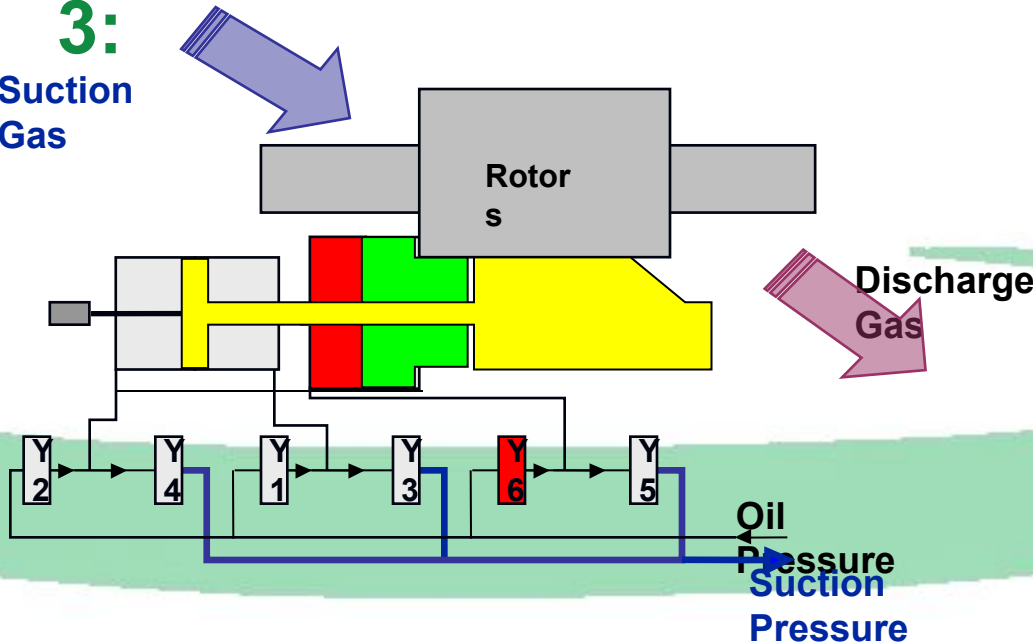 3:
Suction
Gas
Rotor
s
Discharge
Gas
Y
2
Y
4
Y
1
Y
3
Y
6
Y
5
Oil
Pressure
Suction
Pressure